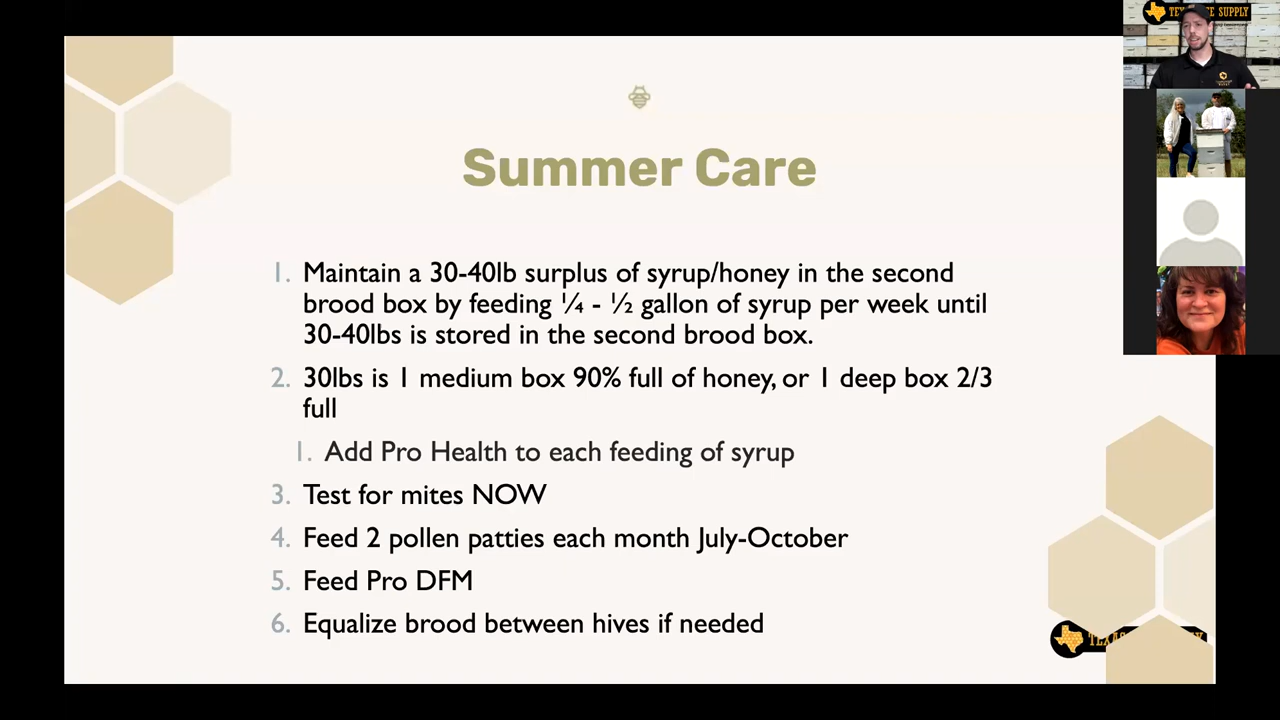 Summer Care
1. Maintain a 30-40lb surplus of syrup/honey in the second
brood box by feeding ¼ - ½ gallon of syrup per week until
30-40lbs is stored in the second brood box.
2. 30lbs is 1 medium box 90% full of honey, or 1 deep box 2/3
full
1. Add Pro Health to each feeding of syrup
3. Test for mites NOW
4. Feed 2 pollen patties each month July-October
5. Feed Pro DFM
6. Equalize brood between hives if needed
SUPPLY